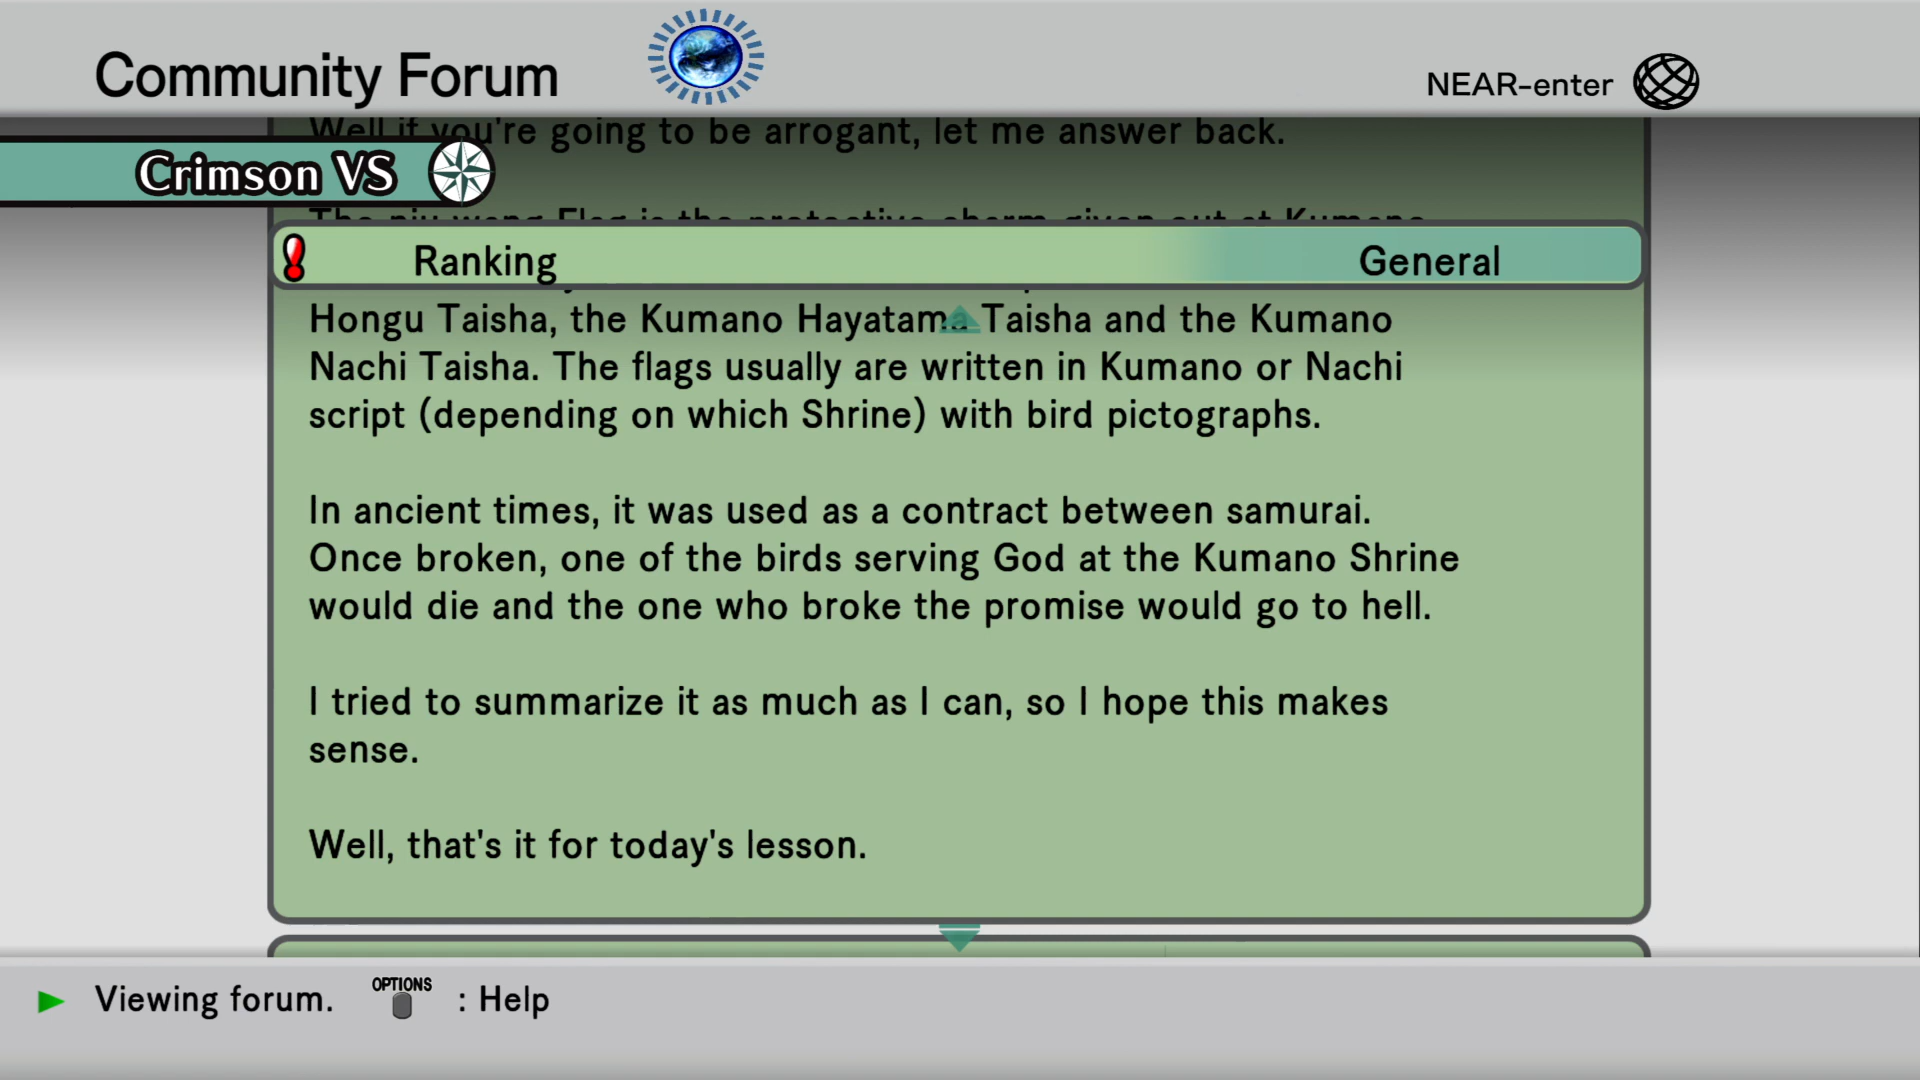 Community Forum
NEAR-enter
Well if you're going to be arrogant, let me answer back.
Crimson VS
Ranking
General
Hongu Taisha, the Kumano Hayatama Taisha and the Kumano
Nachi Taisha. The flags usually are written in Kumano or Nachi
script (depending on which Shrine) with bird pictographs.
In ancient times, it was used as a contract between samurai.
Once broken, one of the birds serving God at the Kumano Shrine
would die and the one who broke the promise would go to hell.
I tried to summarize it as much as I can, so I hope this makes
sense.
Well, that's it for today's lesson.
Viewing forum.
OPTIONS
: Help